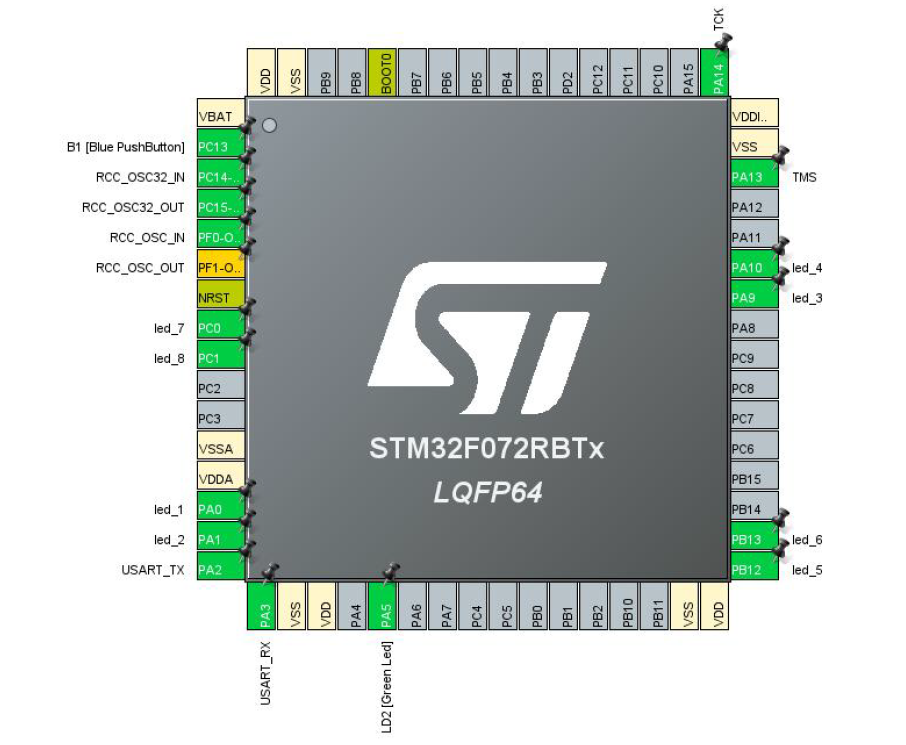 TCK
VDD
VSS
PB9
PB8
BOOT0
PB7
PB6
PB5
PB4
PB3
PD2
PC12
PC11
PC10
PA15
PA14
VBAT
B1 [Blue PushButton] PC13
RCC_OSC32_IN PC14-..
RCC_OSC32_OUT PC15-..
RCC_OSC_IN PF0-O..
RCC_OSC_OUT PF1-O..
NRST
led_7 PC0
led_8 PC1
PC2
PC3
VSSA
VDDA
led_1 PA0
led_2 PA1
USART_TX PA2
ST
STM32F072RBTx
LQFP64
VDDI..
VSS
PA13 TMS
PA12
PA11
PA10 led_4
PA9 led_3
PA8
PC9
PC8
PC7
PC6
PB15
PB14
PB13 led_6
PB12 led_5
PA3
VSS
VDD
PA4
PA5
PA6
PA7
PC4
PC5
PB0
PB1
PB2
PB10
PB11
VSS
VDD
USART_RX
LD2 [Green Led]